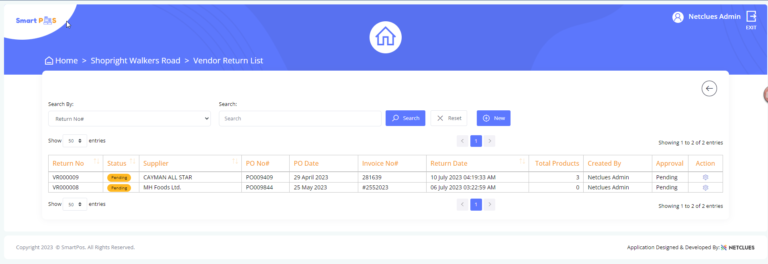 Smart POS
Netclues Admin
EXIT
Home > Shopright Walkers Road > Vendor Return List
Search By: Search:
Return No# Search Search Reset New
Show 50 entries < 1 > Showing 1 to 2 of 2 entries
Return No Status Supplier PO No# PO Date Invoice No# Return Date Total Products Created By Approval Action
VR000009 Pending CAYMAN ALL STAR PO009409 29 April 2023 281639 10 July 2023 04:19:33 AM 3 Netclues Admin Pending
VR000008 Pending MH Foods Ltd. PO009844 25 May 2023 #2552023 06 July 2023 03:22:59 AM 0 Netclues Admin Pending
Show 50 entries < 1 > Showing 1 to 2 of 2 entries
Copyright 2023 © SmartPos. All Rights Reserved. Application Designed & Developed By: NETCLUES